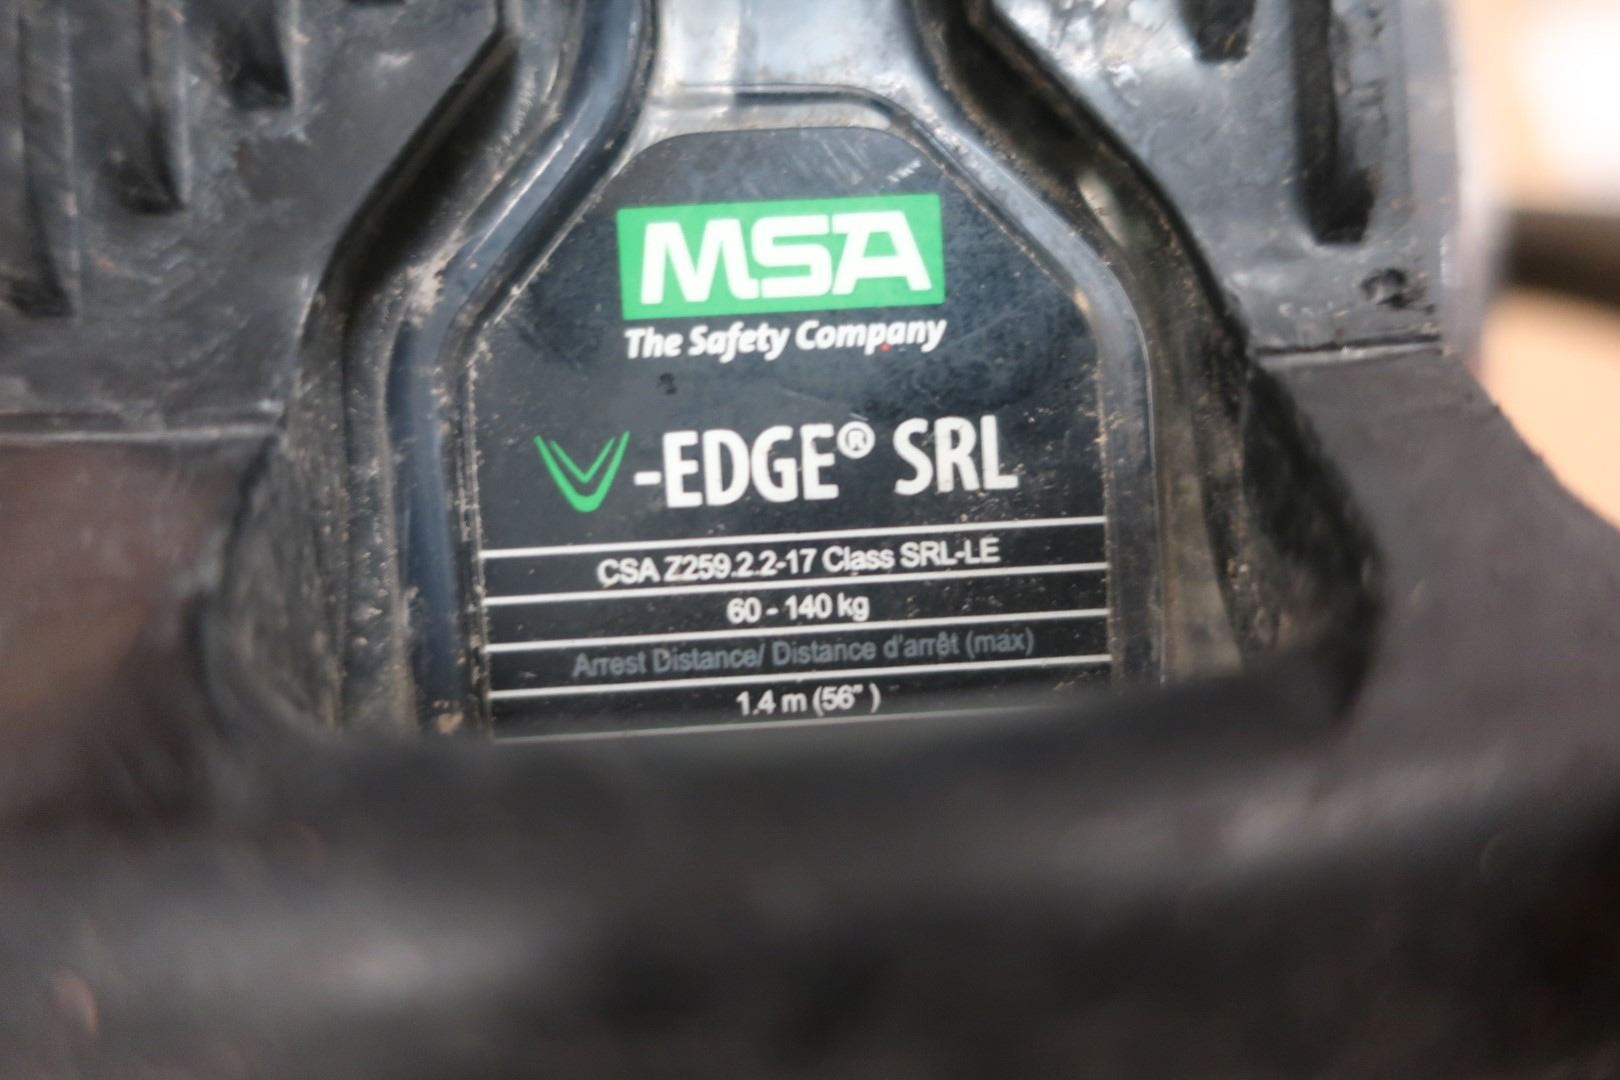 MSA
The Safety Company
V-EDGE® SRL
CSA Z259.2.2-17 Class SRL-LE
60 - 140 kg
Arrest Distance/ Distance d'arrêt (max)
1.4 m (56" )